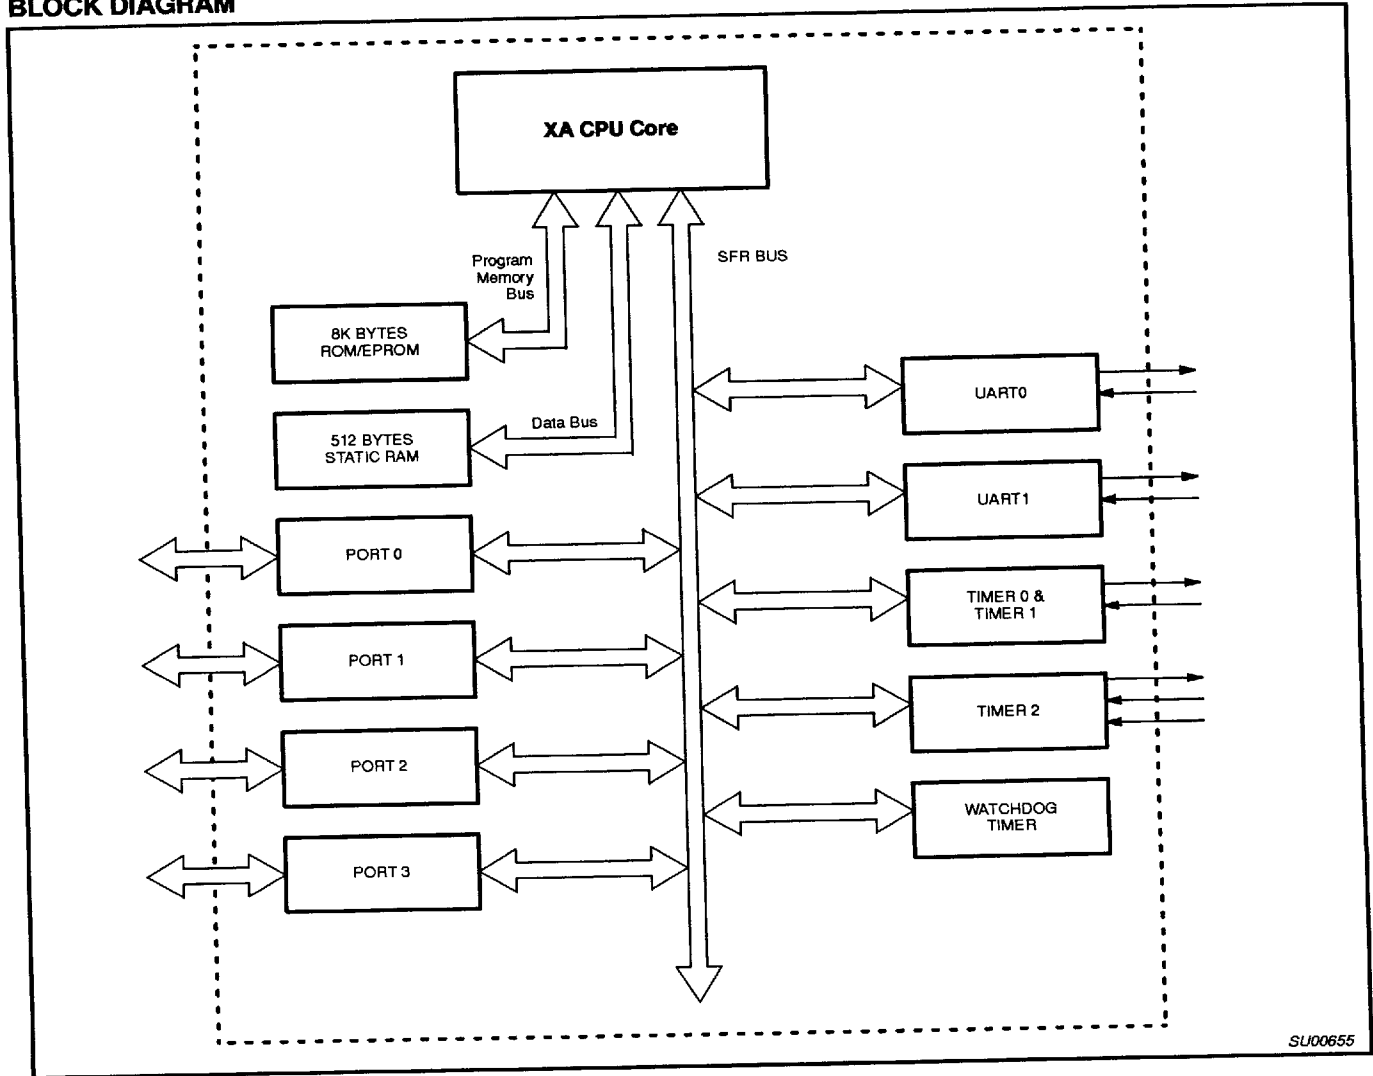 BLOCK DIAGRAM
XA CPU Core
Program
Memory
Bus
SFR BUS
8K BYTES
ROM/EPROM
512 BYTES
STATIC RAM
Data Bus
UART0
UART1
PORT 0
TIMER 0 &
TIMER 1
PORT 1
TIMER 2
PORT 2
WATCHDOG
TIMER
PORT 3
SU00655